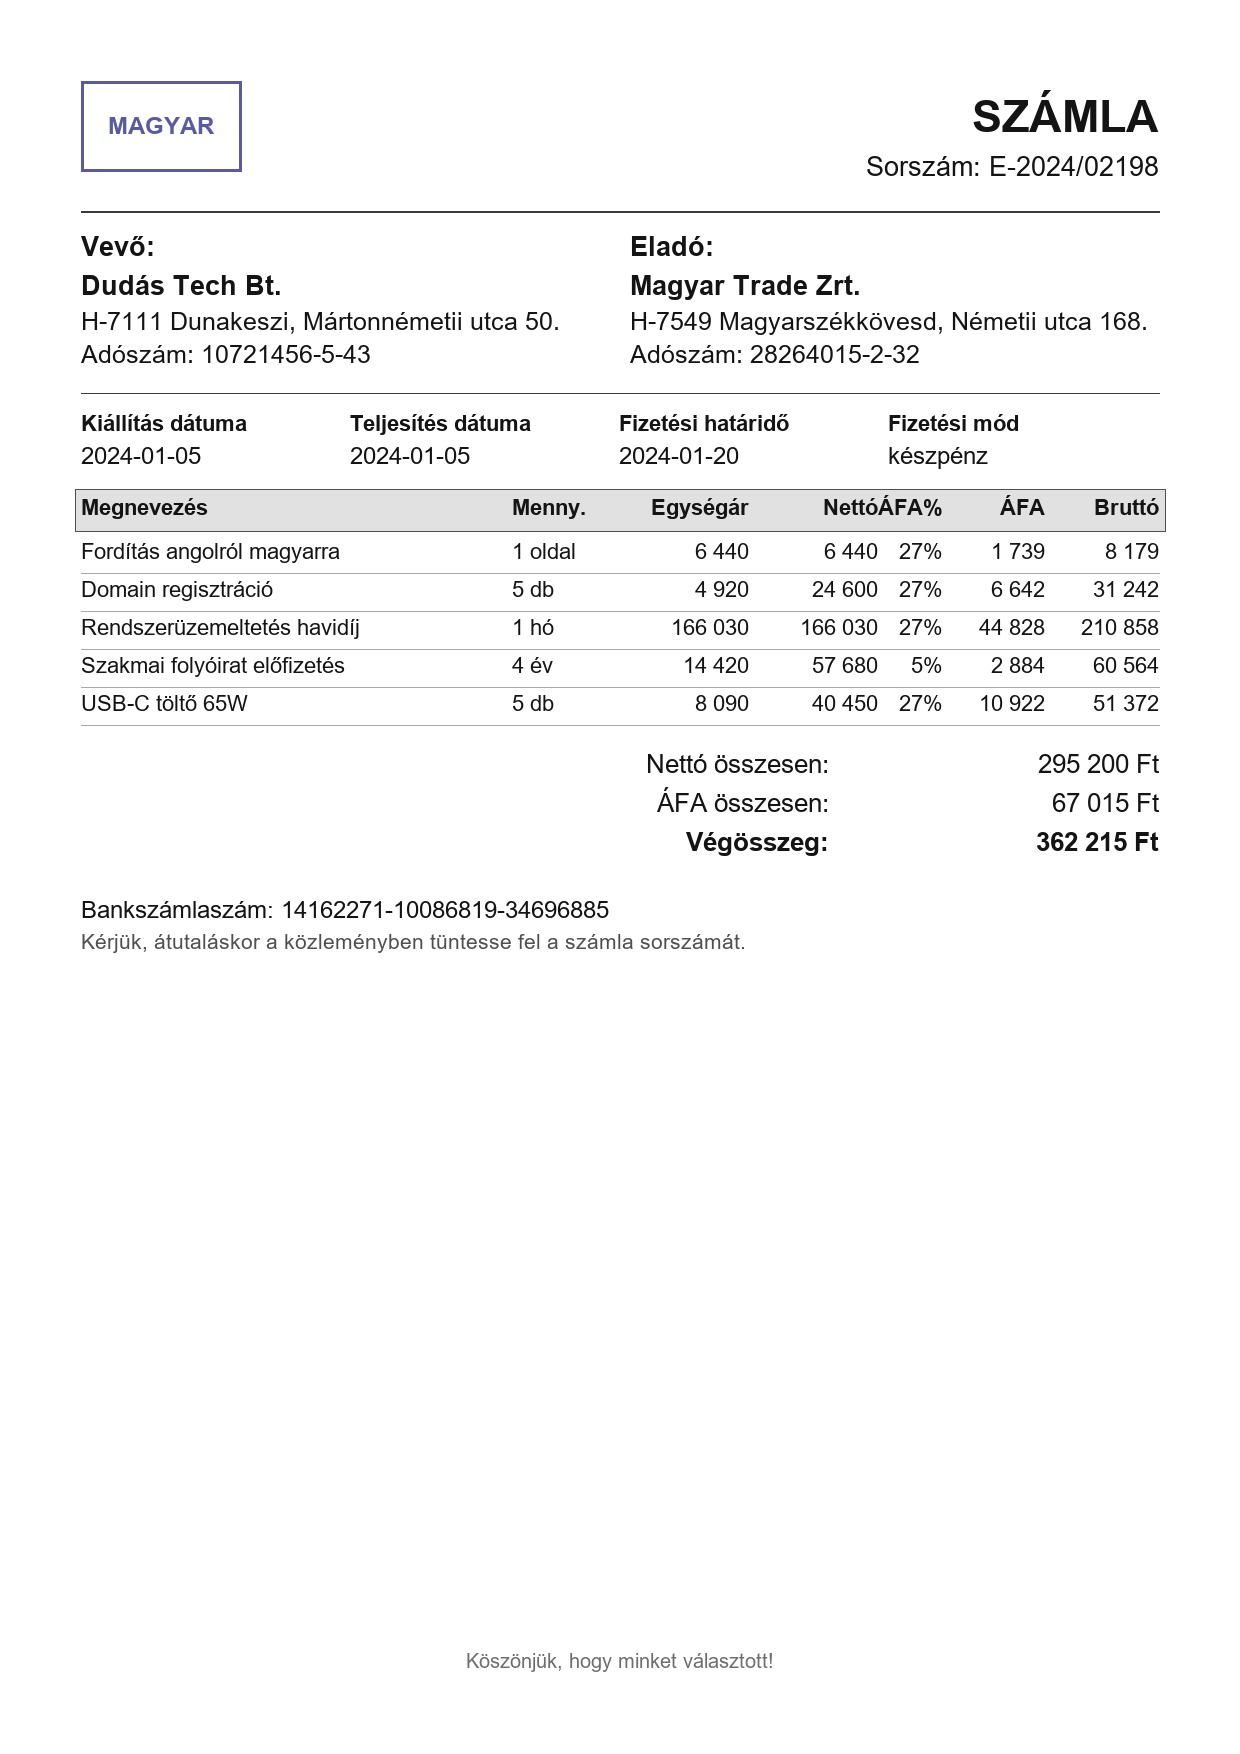 MAGYAR
SZÁMLA
Sorszám: E-2024/02198
Vevő:
Dudás Tech Bt.
H-7111 Dunakeszi, Mártonnémetii utca 50.
Adószám: 10721456-5-43
Eladó:
Magyar Trade Zrt.
H-7549 Magyarszékkövesd, Németii utca 168.
Adószám: 28264015-2-32
Kiállítás dátuma Teljesítés dátuma Fizetési határidő Fizetési mód
2024-01-05 2024-01-05 2024-01-20 készpénz
Megnevezés Menny. Egységár Nettó ÁFA% ÁFA Bruttó
Fordítás angolról magyarra 1 oldal 6 440 6 440 27% 1 739 8 179
Domain regisztráció 5 db 4 920 24 600 27% 6 642 31 242
Rendszerüzemeltetés havidíj 1 hó 166 030 166 030 27% 44 828 210 858
Szakmai folyóirat előfizetés 4 év 14 420 57 680 5% 2 884 60 564
USB-C töltő 65W 5 db 8 090 40 450 27% 10 922 51 372
Nettó összesen: 295 200 Ft
ÁFA összesen: 67 015 Ft
Végösszeg: 362 215 Ft
Bankszámlaszám: 14162271-10086819-34696885
Kérjük, átutaláskor a közleményben tüntesse fel a számla sorszámát.
Köszönjük, hogy minket választott!